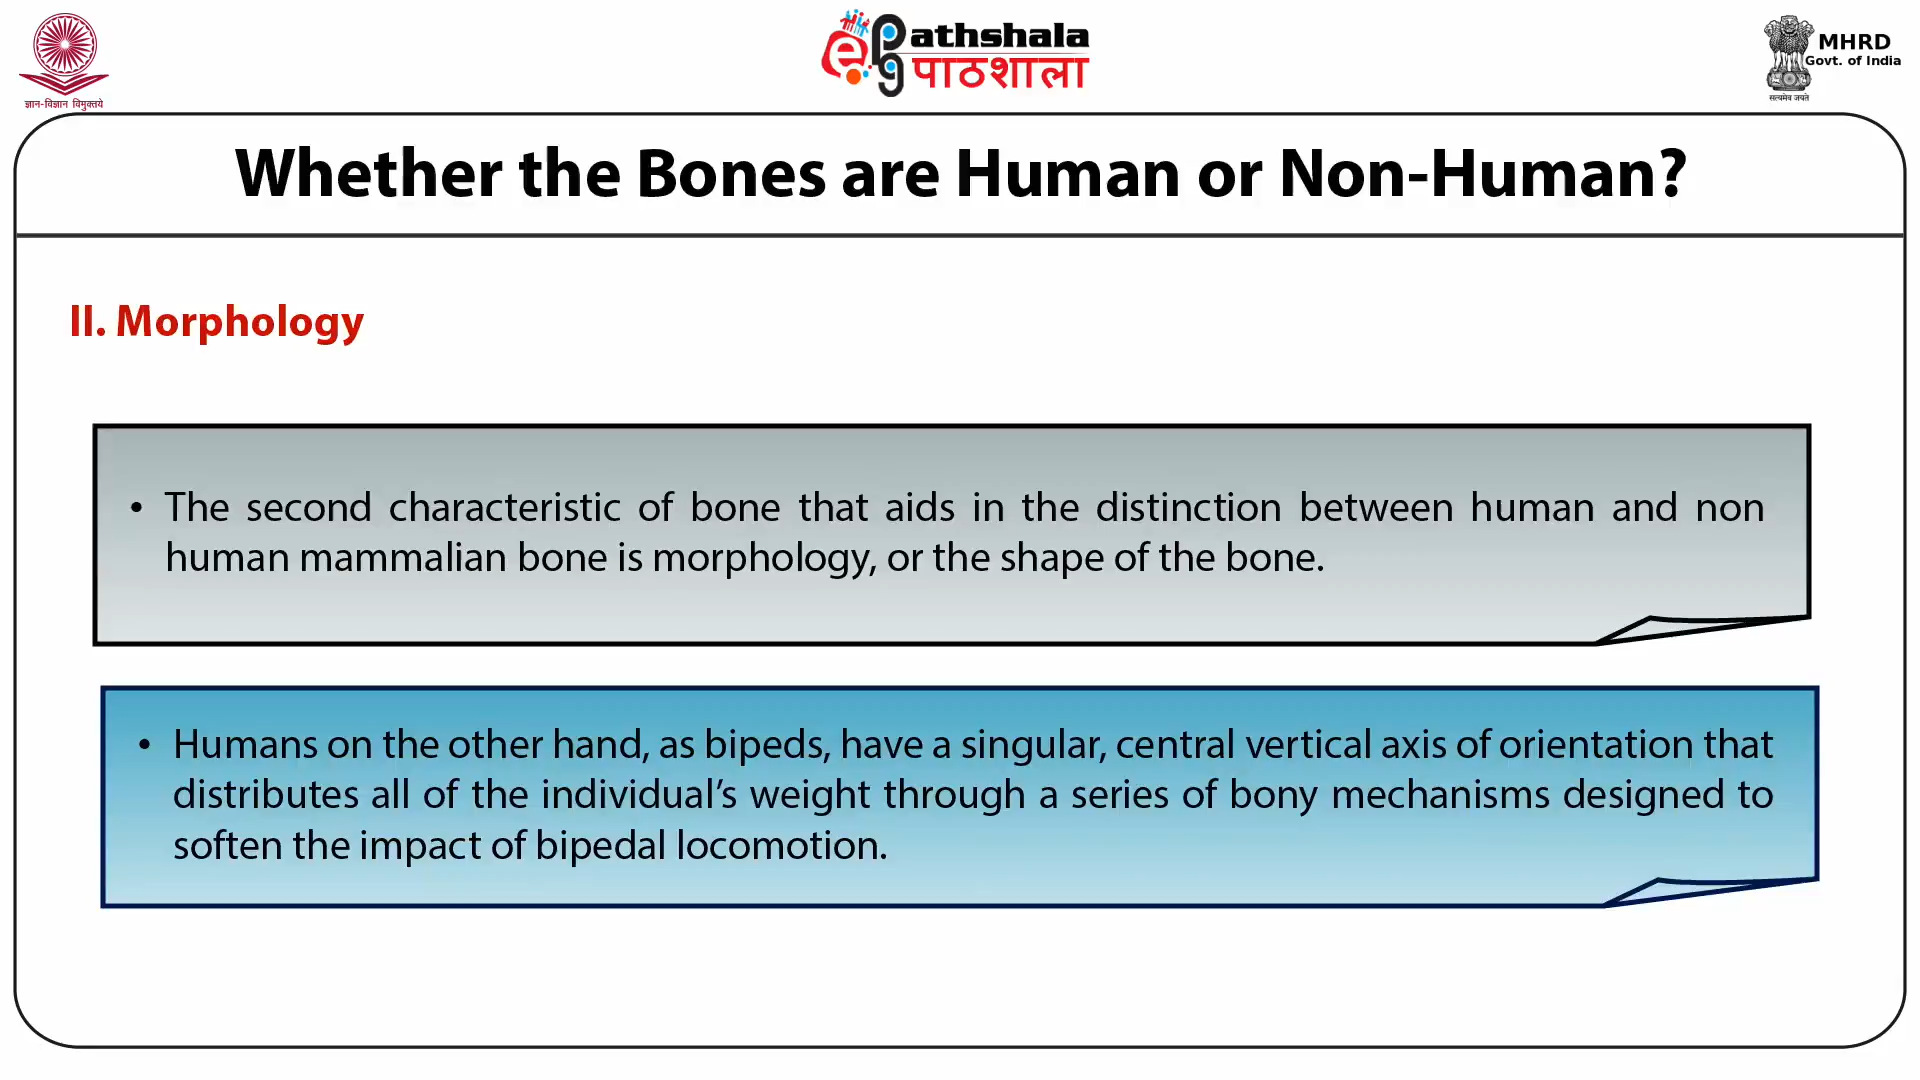 ज्ञान-विज्ञान विमुक्तये
ePathshala
पाठशाला
MHRD
Govt. of India
सत्यमेव जयते
Whether the Bones are Human or Non-Human?
II. Morphology
• The second characteristic of bone that aids in the distinction between human and non
human mammalian bone is morphology, or the shape of the bone.
• Humans on the other hand, as bipeds, have a singular, central vertical axis of orientation that
distributes all of the individual’s weight through a series of bony mechanisms designed to
soften the impact of bipedal locomotion.